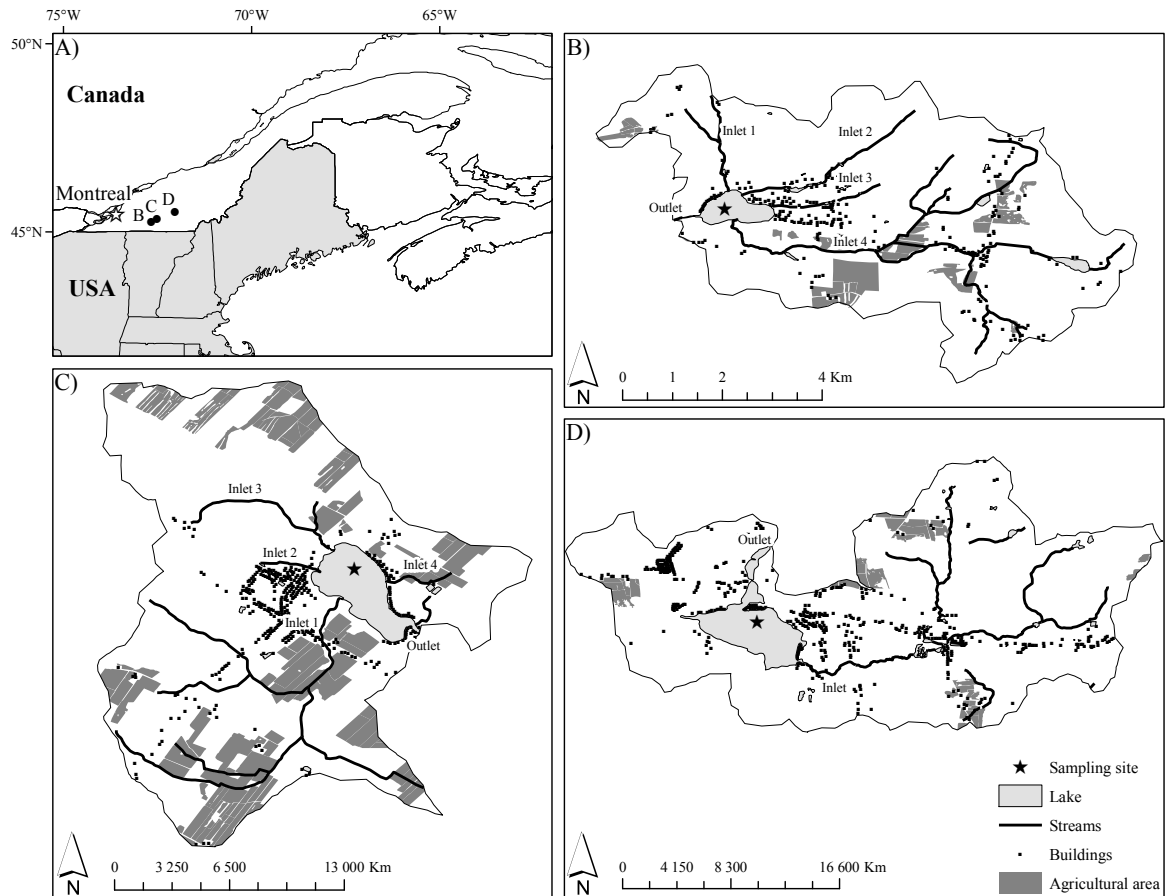 75°W 70°W 65°W
50°N
45°N
A)
Canada
Montreal
B C D
USA
B)
Inlet 1
Inlet 2
Inlet 3
Outlet
Inlet 4
N
0 1 2 4 Km
C)
Inlet 3
Inlet 2
Inlet 4
Inlet 1
Outlet
N
0 3 250 6 500 13 000 Km
D)
Outlet
Inlet
N
0 4 150 8 300 16 600 Km
Sampling site
Lake
Streams
Buildings
Agricultural area